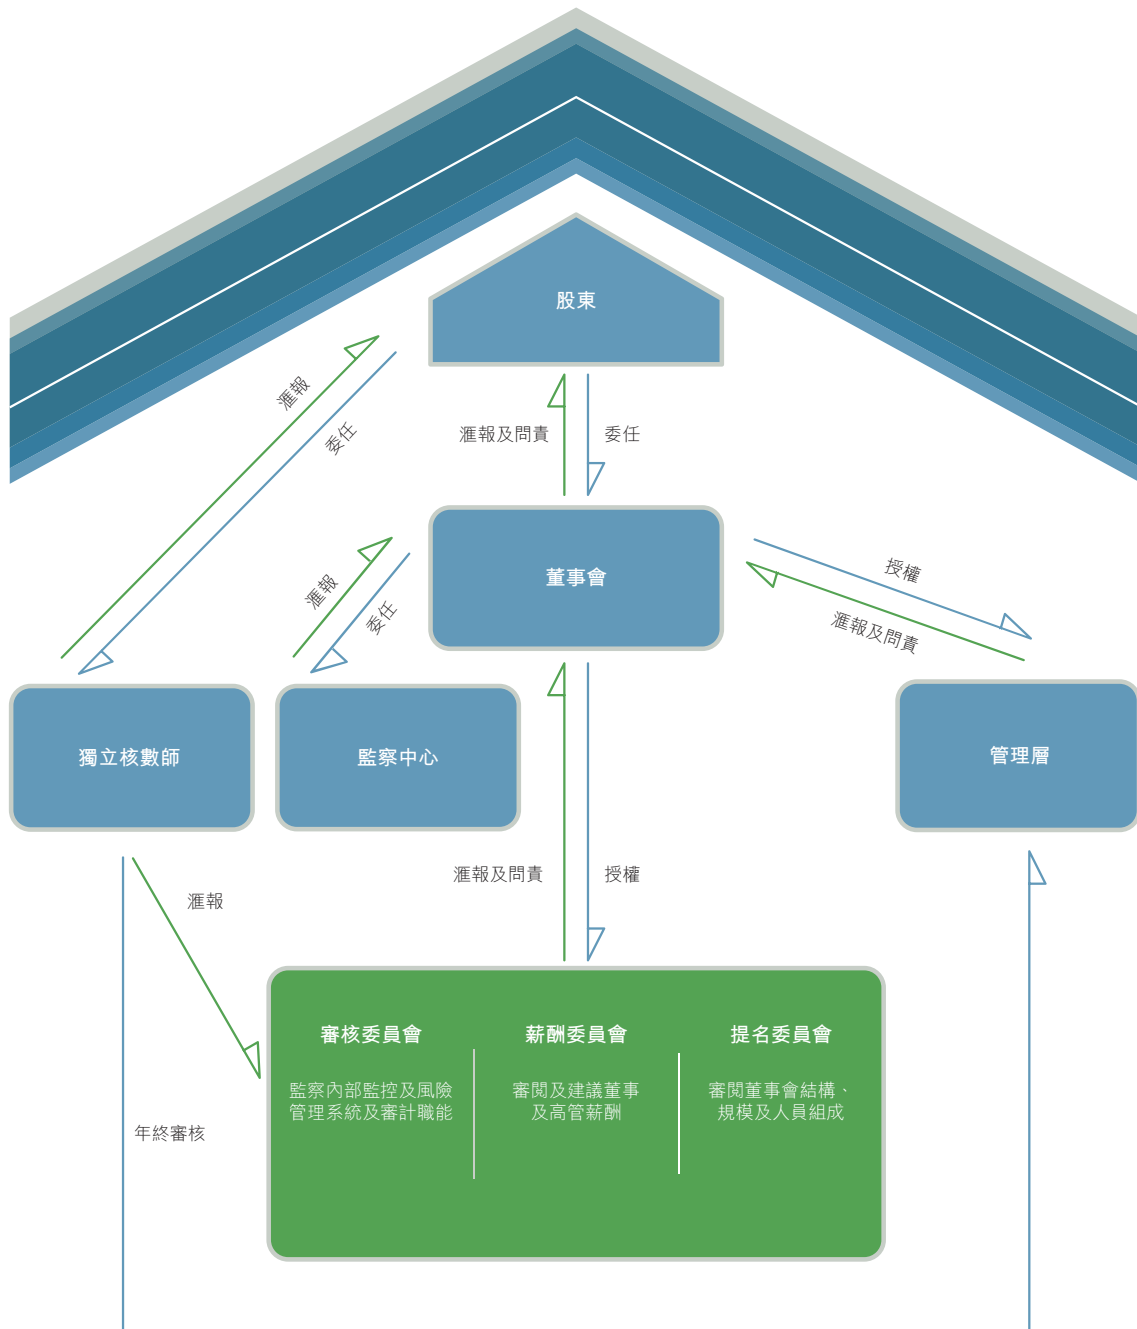 股東
滙報
委任
滙報及問責
委任
董事會
滙報
委任
授權
滙報及問責
獨立核數師
監察中心
管理層
滙報
滙報及問責
授權
年終審核
審核委員會
監察內部監控及風險
管理系統及審計職能
薪酬委員會
審閱及建議董事
及高管薪酬
提名委員會
審閱董事會結構、
規模及人員組成